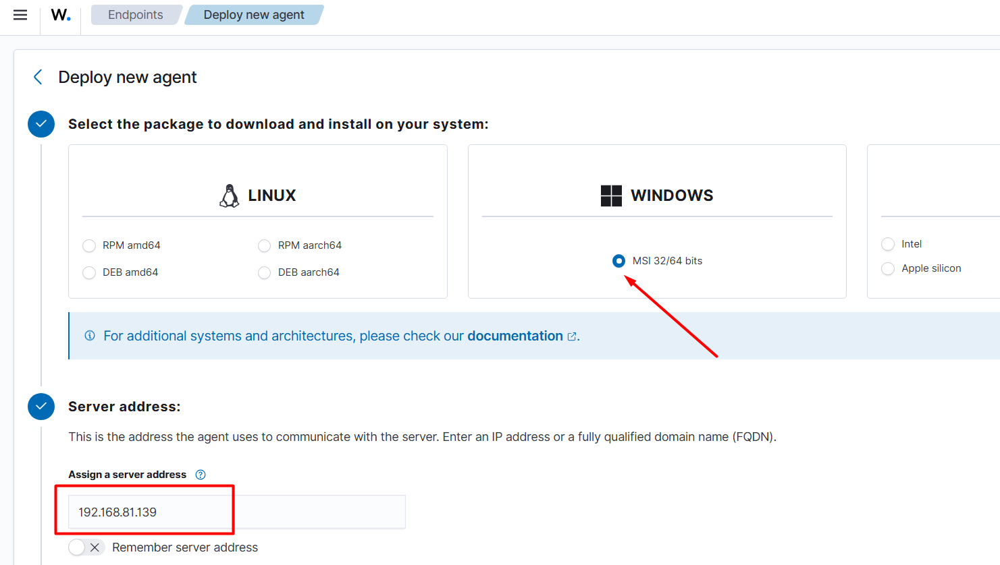 W.
Endpoints
Deploy new agent
Deploy new agent
Select the package to download and install on your system:
LINUX
RPM amd64
RPM aarch64
DEB amd64
DEB aarch64
WINDOWS
MSI 32/64 bits
Intel
Apple silicon
For additional systems and architectures, please check our documentation.
Server address:
This is the address the agent uses to communicate with the server. Enter an IP address or a fully qualified domain name (FQDN).
Assign a server address
192.168.81.139
Remember server address